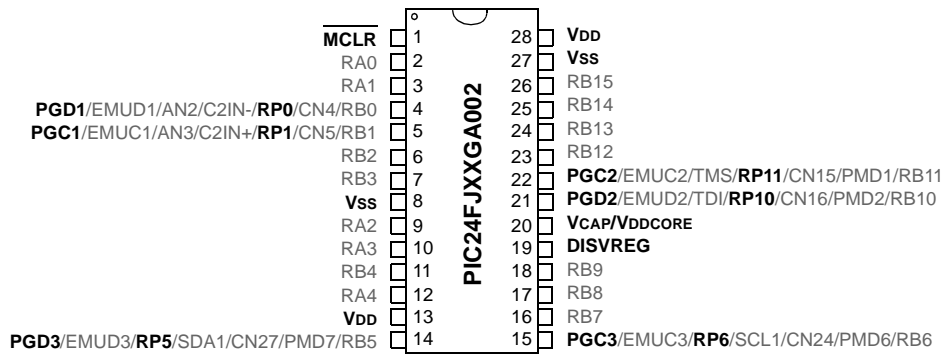 MCLR 1 28 VDD
RA0 2 27 VSS
RA1 3 26 RB15
PGD1/EMUD1/AN2/C2IN-/RP0/CN4/RB0 4 25 RB14
PGC1/EMUC1/AN3/C2IN+/RP1/CN5/RB1 5 24 RB13
RB2 6 23 RB12
RB3 7 22 PGC2/EMUC2/TMS/RP11/CN15/PMD1/RB11
VSS 8 21 PGD2/EMUD2/TDI/RP10/CN16/PMD2/RB10
RA2 9 20 VCAP/VDDCORE
RA3 10 19 DISVREG
RB4 11 18 RB9
RA4 12 17 RB8
VDD 13 16 RB7
PGD3/EMUD3/RP5/SDA1/CN27/PMD7/RB5 14 15 PGC3/EMUC3/RP6/SCL1/CN24/PMD6/RB6
PIC24FJXXGA002